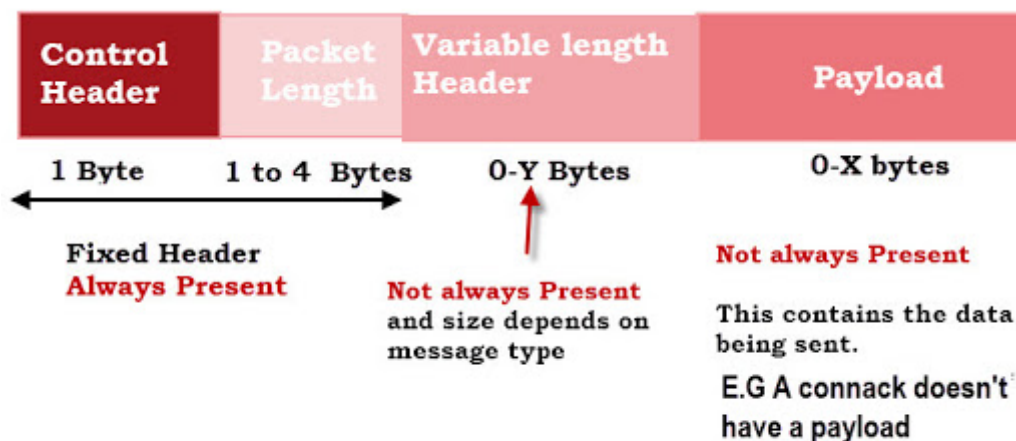 Control
Header
Packet
Length
Variable length
Header
Payload
1 Byte
1 to 4 Bytes
0-Y Bytes
0-X bytes
Fixed Header
Always Present
Not always Present
and size depends on
message type
Not always Present
This contains the data
being sent.
E.G A connack doesn't
have a payload